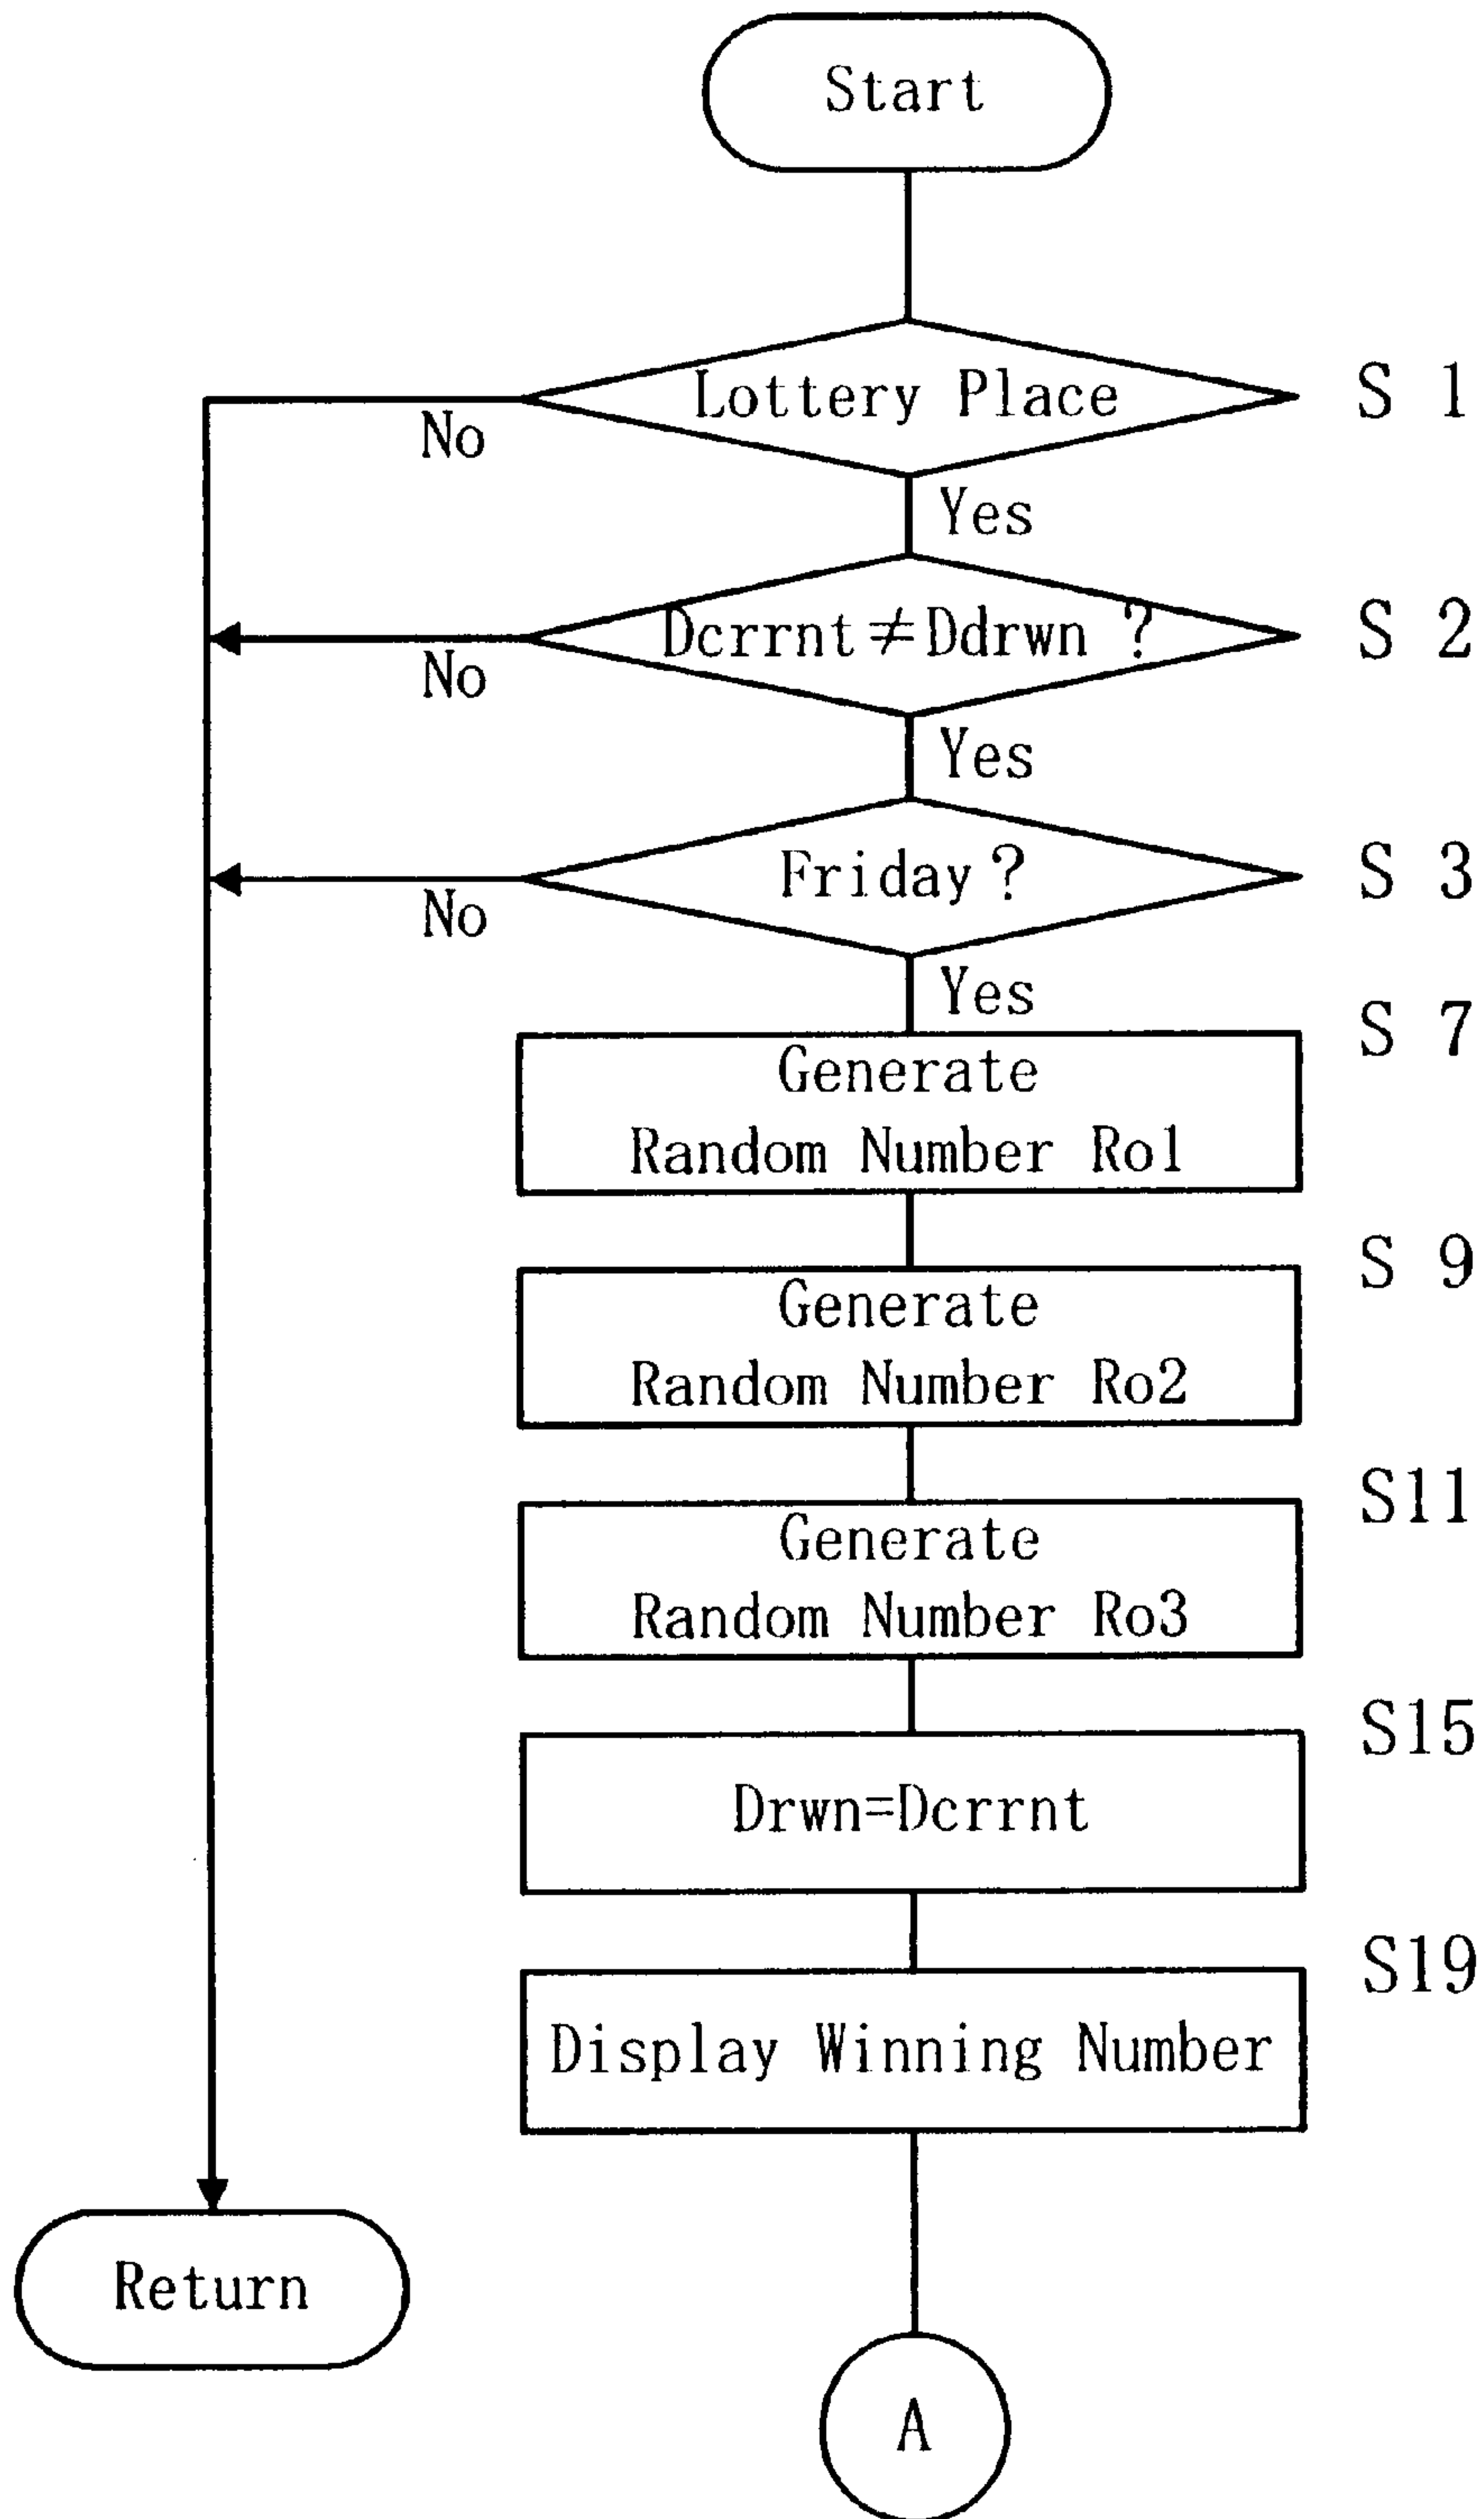 Start
Lottery Place
S 1
No
Yes
Dcrrnt≠Ddrwn ?
S 2
No
Yes
Friday?
S 3
No
Yes
S 7
Generate
Random Number Ro1
S 9
Generate
Random Number Ro2
S11
Generate
Random Number Ro3
S15
Drwn=Dcrrnt
S19
Display Winning Number
Return
A